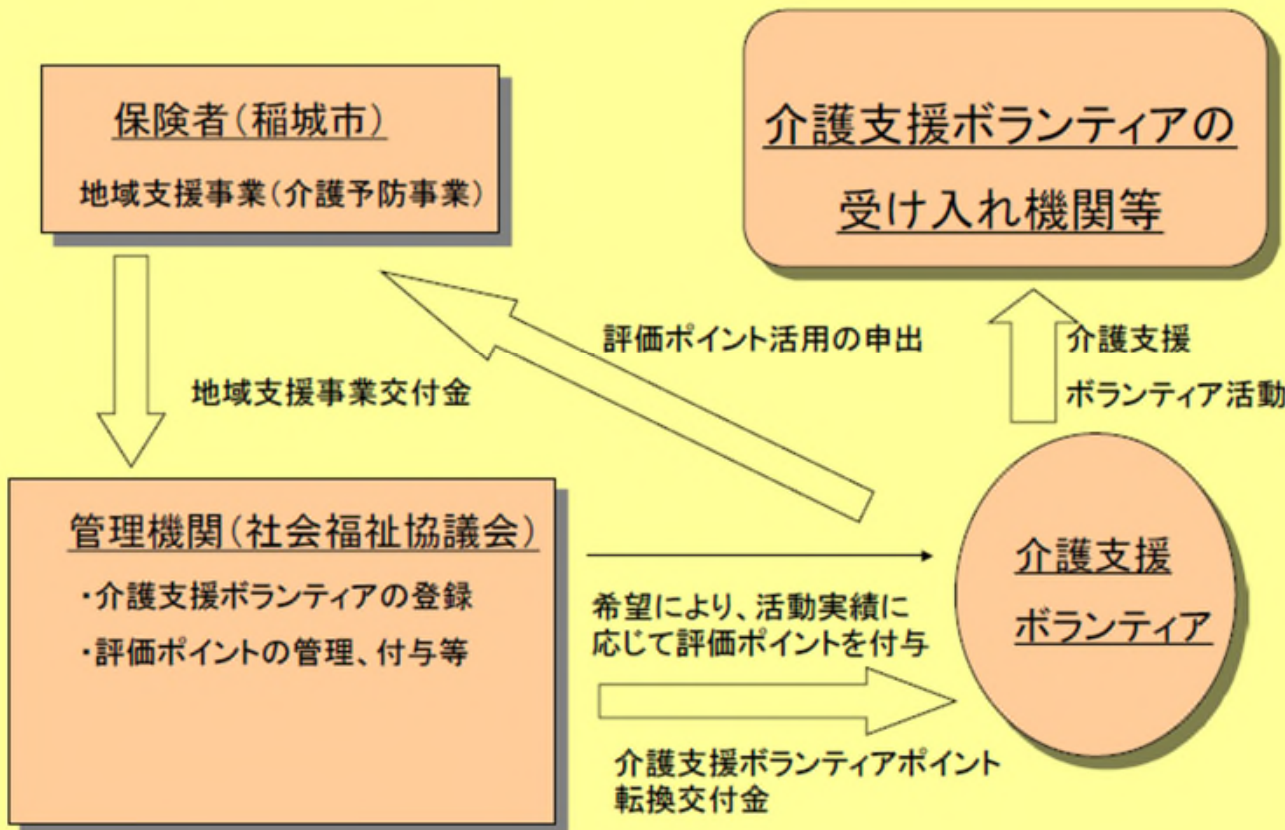 保険者(稲城市)
地域支援事業(介護予防事業)
介護支援ボランティアの
受け入れ機関等
地域支援事業交付金
評価ポイント活用の申出
介護支援
ボランティア活動
管理機関(社会福祉協議会)
・介護支援ボランティアの登録
・評価ポイントの管理、付与等
希望により、活動実績に
応じて評価ポイントを付与
介護支援ボランティアポイント
転換交付金
介護支援
ボランティア